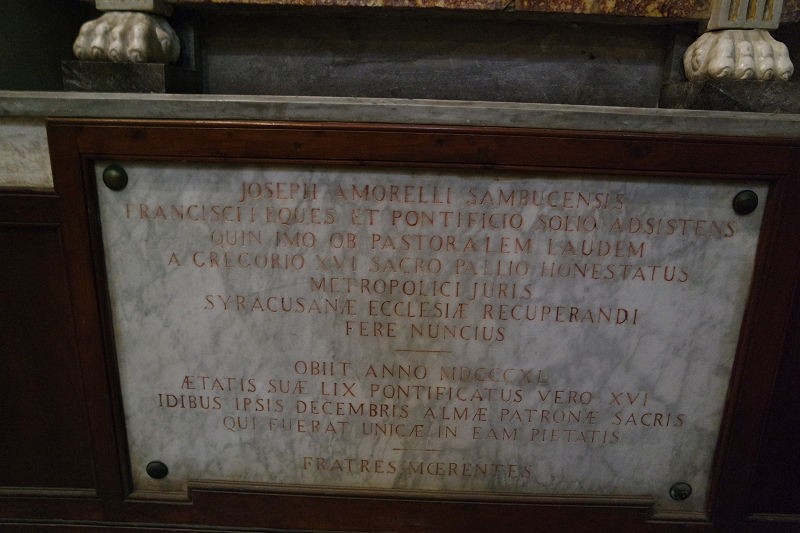 JOSEPH AMORELLI SAMBUCENSIS
FRANCISCI I EQUES ET PONTIFICIO SOLIO ADSISTENS
QUIN IMO OB PASTORALEM LAUDEM
A GREGORIO XVI SACRO PALLIO HONESTATUS
METROPOLICI JURIS
SYRACUSANÆ ECCLESIÆ RECUPERANDI
FERE NUNCIUS
OBIIT ANNO MDCCCXL
ÆTATIS SUÆ LIX PONTIFICATUS VERO XVI
IDIBUS IPSIS DECEMBRIS ALMÆ PATRONÆ SACRIS
QUI FUERAT UNICÆ IN EAM PIETATIS
FRATRES MŒRENTES